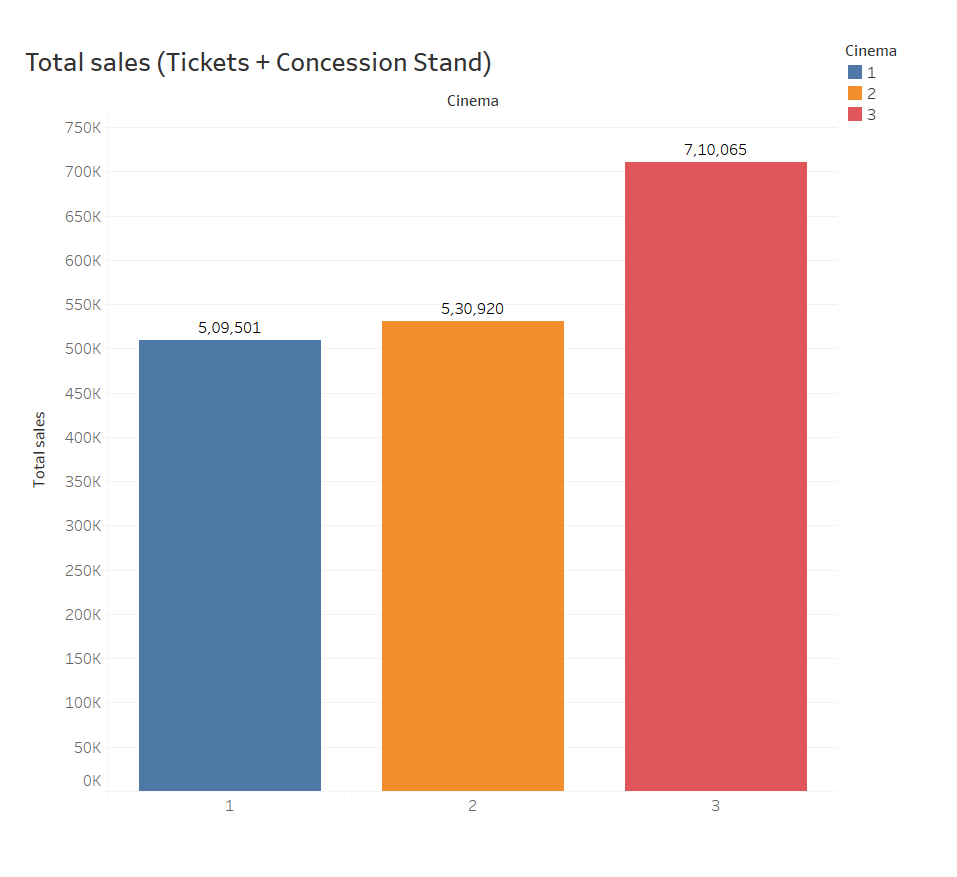 Total sales (Tickets + Concession Stand)
Cinema
1
2
3
Cinema
750K
700K
650K
600K
550K
500K
450K
400K
350K
300K
250K
200K
150K
100K
50K
0K
Total sales
5,09,501
5,30,920
7,10,065
1
2
3